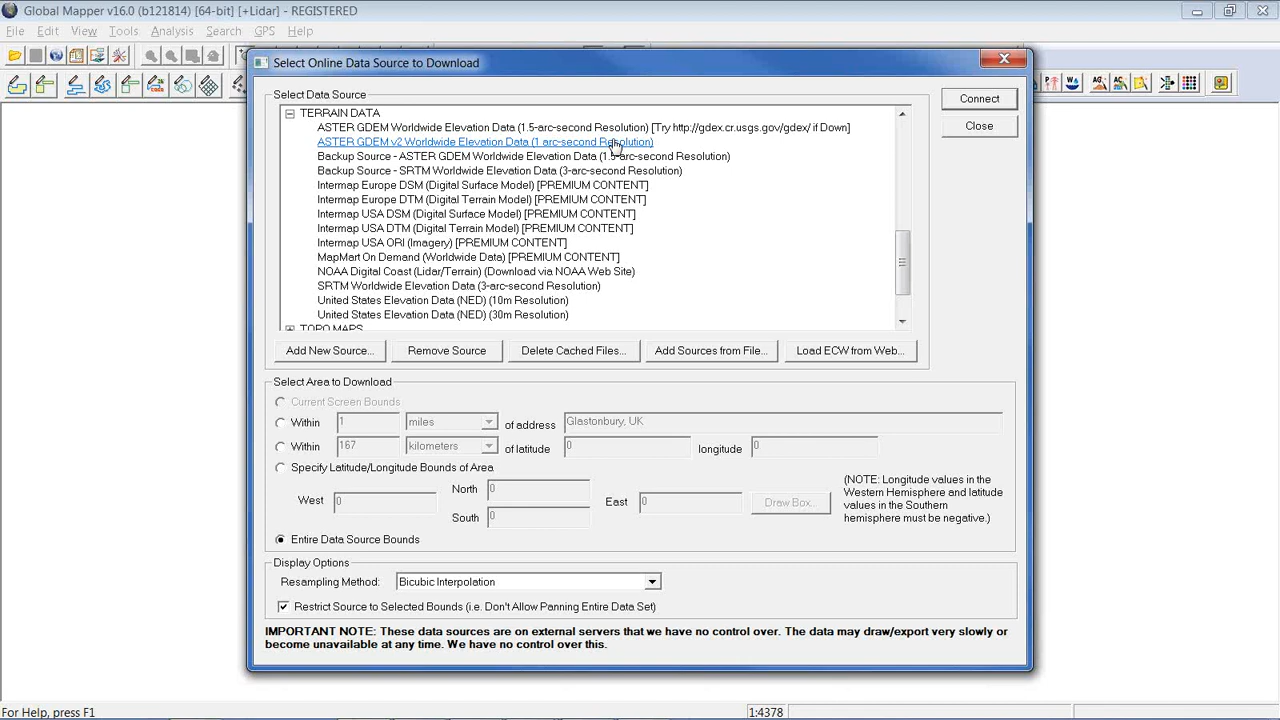 Global Mapper v16.0 (b121814) [64-bit] [+Lidar] - REGISTERED
File Edit View Tools Analysis Search GPS Help
Select Online Data Source to Download
Select Data Source
Connect
Close
TERRAIN DATA
ASTER GDEM Worldwide Elevation Data (1.5-arc-second Resolution) [Try http://gdex.cr.usgs.gov/gdex/ if Down]
ASTER GDEM v2 Worldwide Elevation Data (1 arc-second Resolution)
Backup Source - ASTER GDEM Worldwide Elevation Data (1.5-arc-second Resolution)
Backup Source - SRTM Worldwide Elevation Data (3-arc-second Resolution)
Intermap Europe DSM (Digital Surface Model) [PREMIUM CONTENT]
Intermap Europe DTM (Digital Terrain Model) [PREMIUM CONTENT]
Intermap USA DSM (Digital Surface Model) [PREMIUM CONTENT]
Intermap USA DTM (Digital Terrain Model) [PREMIUM CONTENT]
Intermap USA ORI (Imagery) [PREMIUM CONTENT]
MapMart On Demand (Worldwide Data) [PREMIUM CONTENT]
NOAA Digital Coast (Lidar/Terrain) (Download via NOAA Web Site)
SRTM Worldwide Elevation Data (3-arc-second Resolution)
United States Elevation Data (NED) (10m Resolution)
United States Elevation Data (NED) (30m Resolution)
TOPO MAPS
Add New Source... Remove Source Delete Cached Files... Add Sources from File... Load ECW from Web...
Select Area to Download
Current Screen Bounds
Within 1 miles of address Glastonbury, UK
Within 167 kilometers of latitude 0 longitude 0
Specify Latitude/Longitude Bounds of Area
West 0 North 0 South 0 East 0 Draw Box...
(NOTE: Longitude values in the
Western Hemisphere and latitude
values in the Southern
hemisphere must be negative.)
Entire Data Source Bounds
Display Options
Resampling Method: Bicubic Interpolation
Restrict Source to Selected Bounds (i.e. Don't Allow Panning Entire Data Set)
IMPORTANT NOTE: These data sources are on external servers that we have no control over. The data may draw/export very slowly or
become unavailable at any time. We have no control over this.
For Help, press F1
1:4378